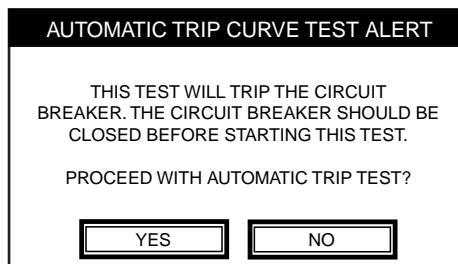 AUTOMATIC TRIP CURVE TEST ALERT
THIS TEST WILL TRIP THE CIRCUIT
BREAKER. THE CIRCUIT BREAKER SHOULD BE
CLOSED BEFORE STARTING THIS TEST.
PROCEED WITH AUTOMATIC TRIP TEST?
YES NO